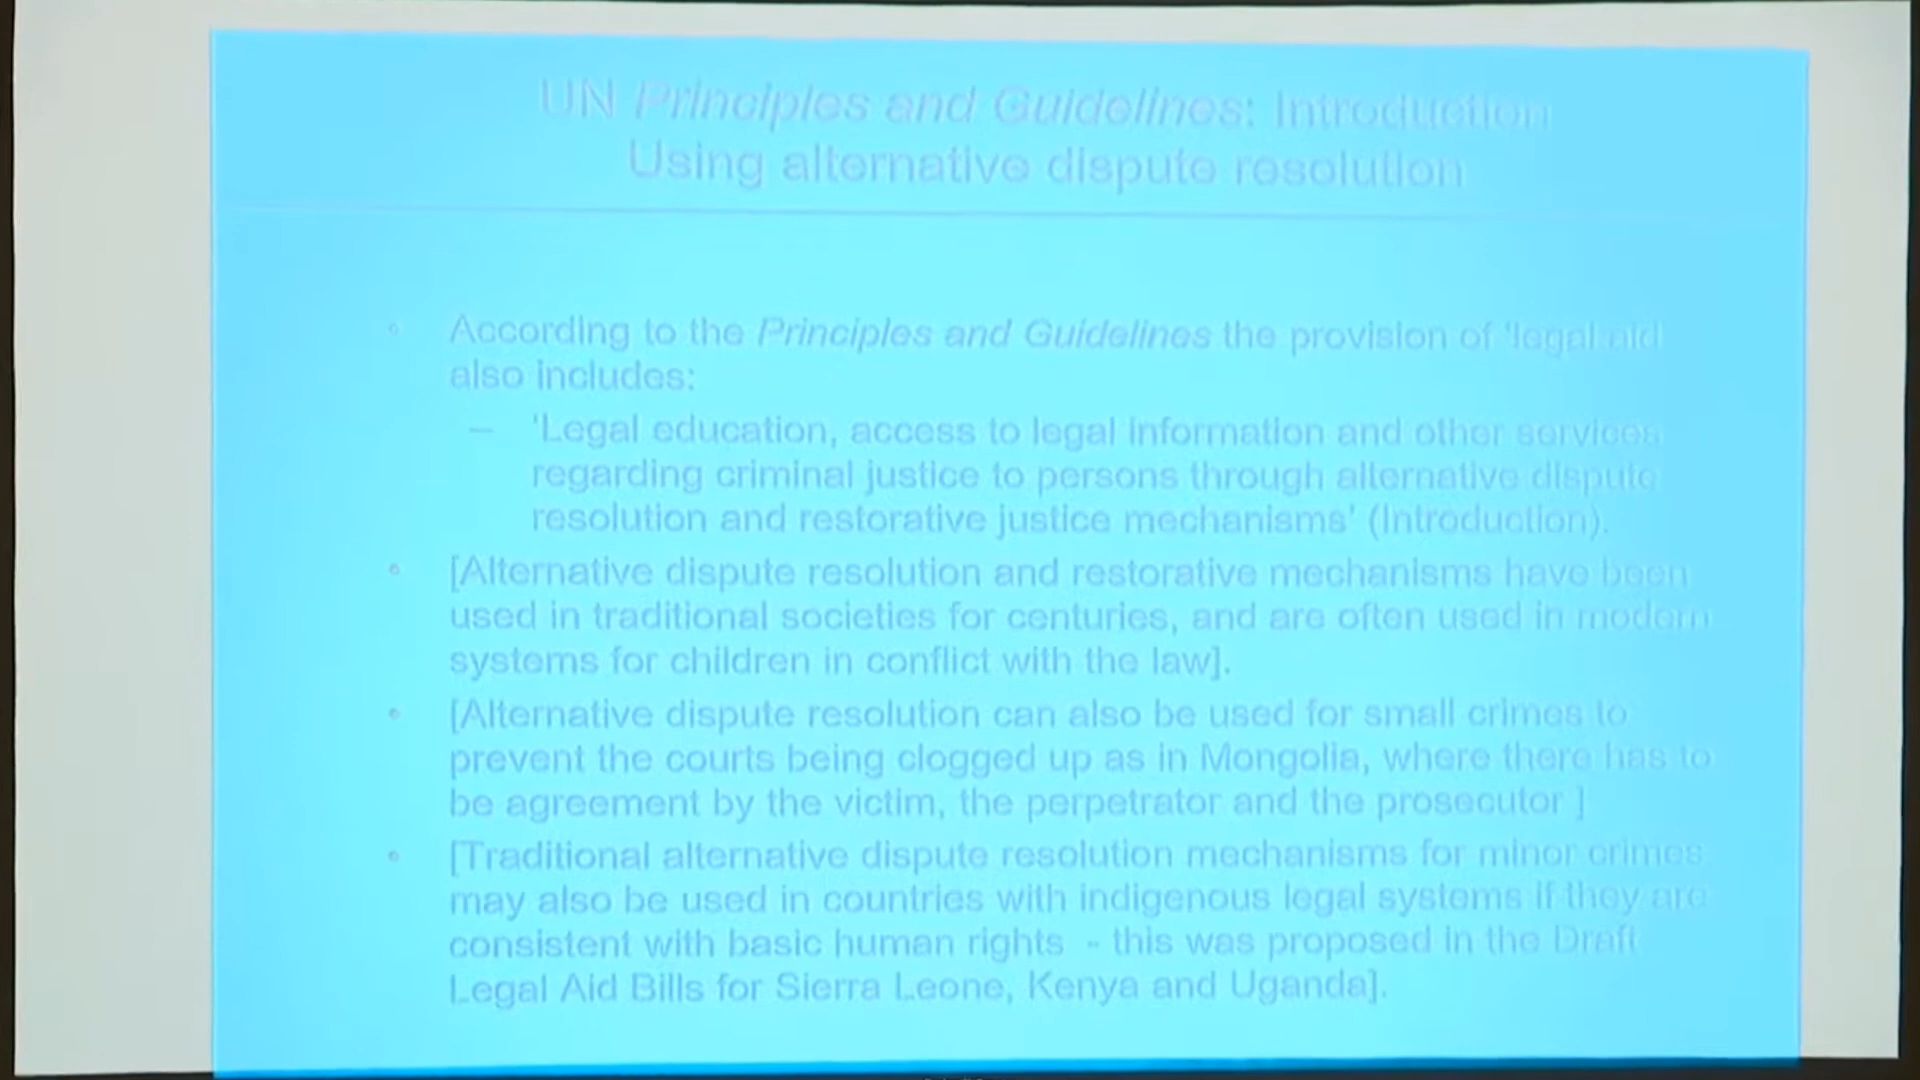 UN Principles and Guidelines: Introduction
Using alternative dispute resolution
• According to the Principles and Guidelines the provision of 'legal aid
also includes:
– 'Legal education, access to legal information and other services
regarding criminal justice to persons through alternative dispute
resolution and restorative justice mechanisms' (Introduction).
• [Alternative dispute resolution and restorative mechanisms have been
used in traditional societies for centuries, and are often used in modern
systems for children in conflict with the law].
• [Alternative dispute resolution can also be used for small crimes to
prevent the courts being clogged up as in Mongolia, where there has to
be agreement by the victim, the perpetrator and the prosecutor ]
• [Traditional alternative dispute resolution mechanisms for minor crimes
may also be used in countries with indigenous legal systems if they are
consistent with basic human rights - this was proposed in the Draft
Legal Aid Bills for Sierra Leone, Kenya and Uganda].